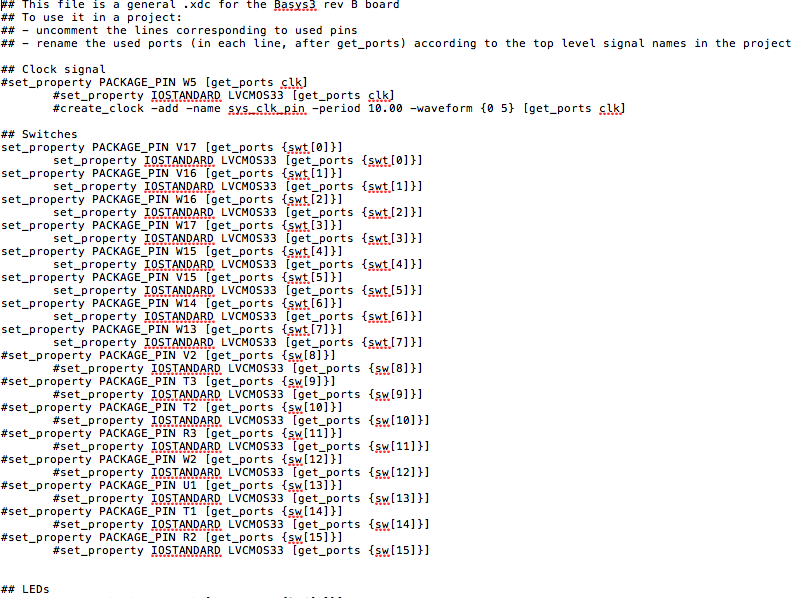 ## This file is a general .xdc for the Basys3 rev B board
## To use it in a project:
## - uncomment the lines corresponding to used pins
## - rename the used ports (in each line, after get_ports) according to the top level signal names in the project

## Clock signal
#set_property PACKAGE_PIN W5 [get_ports clk]
	#set_property IOSTANDARD LVCMOS33 [get_ports clk]
	#create_clock -add -name sys_clk_pin -period 10.00 -waveform {0 5} [get_ports clk]

## Switches
set_property PACKAGE_PIN V17 [get_ports {swt[0]}]
	set_property IOSTANDARD LVCMOS33 [get_ports {swt[0]}]
set_property PACKAGE_PIN V16 [get_ports {swt[1]}]
	set_property IOSTANDARD LVCMOS33 [get_ports {swt[1]}]
set_property PACKAGE_PIN W16 [get_ports {swt[2]}]
	set_property IOSTANDARD LVCMOS33 [get_ports {swt[2]}]
set_property PACKAGE_PIN W17 [get_ports {swt[3]}]
	set_property IOSTANDARD LVCMOS33 [get_ports {swt[3]}]
set_property PACKAGE_PIN W15 [get_ports {swt[4]}]
	set_property IOSTANDARD LVCMOS33 [get_ports {swt[4]}]
set_property PACKAGE_PIN V15 [get_ports {swt[5]}]
	set_property IOSTANDARD LVCMOS33 [get_ports {swt[5]}]
set_property PACKAGE_PIN W14 [get_ports {swt[6]}]
	set_property IOSTANDARD LVCMOS33 [get_ports {swt[6]}]
set_property PACKAGE_PIN W13 [get_ports {swt[7]}]
	set_property IOSTANDARD LVCMOS33 [get_ports {swt[7]}]
#set_property PACKAGE_PIN V2 [get_ports {sw[8]}]
	#set_property IOSTANDARD LVCMOS33 [get_ports {sw[8]}]
#set_property PACKAGE_PIN T3 [get_ports {sw[9]}]
	#set_property IOSTANDARD LVCMOS33 [get_ports {sw[9]}]
#set_property PACKAGE_PIN T2 [get_ports {sw[10]}]
	#set_property IOSTANDARD LVCMOS33 [get_ports {sw[10]}]
#set_property PACKAGE_PIN R3 [get_ports {sw[11]}]
	#set_property IOSTANDARD LVCMOS33 [get_ports {sw[11]}]
#set_property PACKAGE_PIN W2 [get_ports {sw[12]}]
	#set_property IOSTANDARD LVCMOS33 [get_ports {sw[12]}]
#set_property PACKAGE_PIN U1 [get_ports {sw[13]}]
	#set_property IOSTANDARD LVCMOS33 [get_ports {sw[13]}]
#set_property PACKAGE_PIN T1 [get_ports {sw[14]}]
	#set_property IOSTANDARD LVCMOS33 [get_ports {sw[14]}]
#set_property PACKAGE_PIN R2 [get_ports {sw[15]}]
	#set_property IOSTANDARD LVCMOS33 [get_ports {sw[15]}]

## LEDs